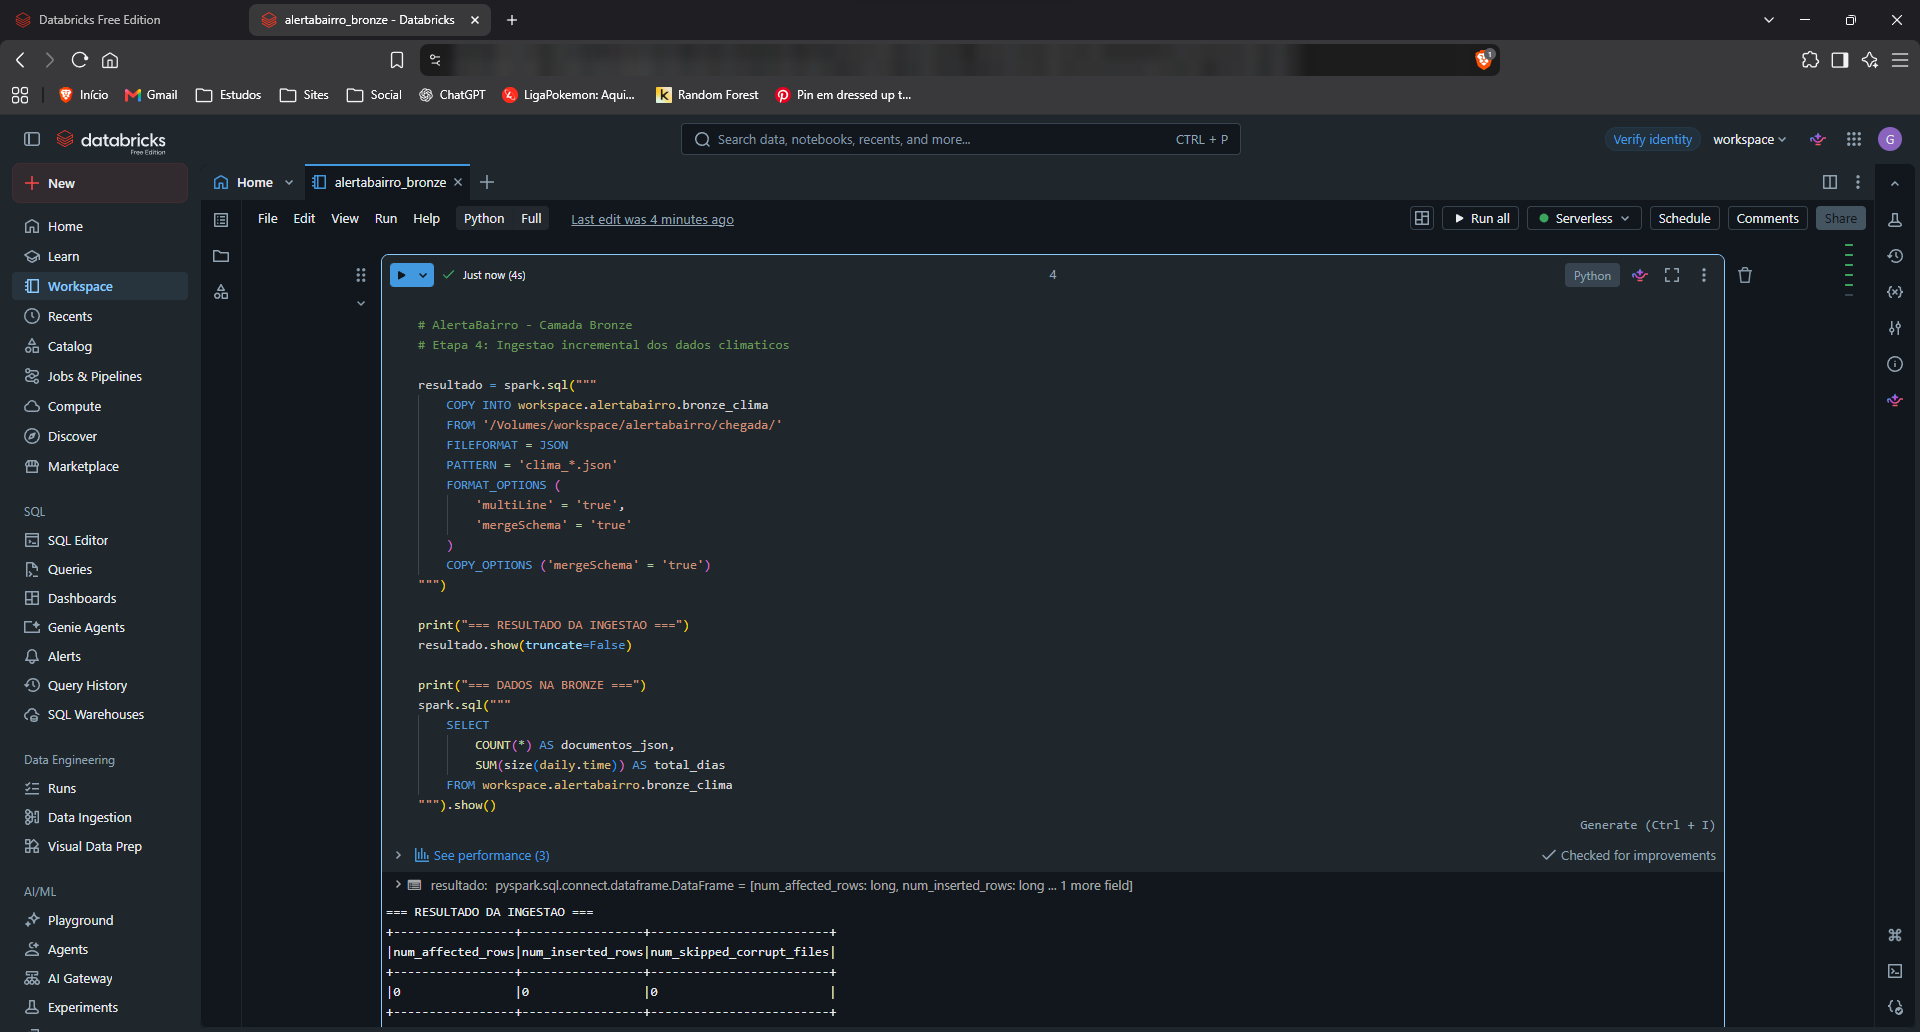 Databricks Free Edition
alertabairro_bronze - Databricks
1
Início
Gmail
Estudos
Sites
Social
ChatGPT
LigaPokemon: Aqui...
Random Forest
Pin em dressed up t...
databricks
Free Edition
Search data, notebooks, recents, and more...
CTRL + P
Verify identity
workspace
G
New
Home
Learn
Workspace
Recents
Catalog
Jobs & Pipelines
Compute
Discover
Marketplace
SQL
SQL Editor
Queries
Dashboards
Genie Agents
Alerts
Query History
SQL Warehouses
Data Engineering
Runs
Data Ingestion
Visual Data Prep
AI/ML
Playground
Agents
AI Gateway
Experiments
Home
alertabairro_bronze
File Edit View Run Help Python Full Last edit was 4 minutes ago
Run all
Serverless
Schedule
Comments
Share
Just now (4s)
4
Python
# AlertaBairro - Camada Bronze
# Etapa 4: Ingestao incremental dos dados climaticos
resultado = spark.sql("""
COPY INTO workspace.alertabairro.bronze_clima
FROM '/Volumes/workspace/alertabairro/chegada/'
FILEFORMAT = JSON
PATTERN = 'clima_*.json'
FORMAT_OPTIONS (
'multiLine' = 'true',
'mergeSchema' = 'true'
)
COPY_OPTIONS ('mergeSchema' = 'true')
""")
print("=== RESULTADO DA INGESTAO ===")
resultado.show(truncate=False)
print("=== DADOS NA BRONZE ===")
spark.sql("""
SELECT
COUNT(*) AS documentos_json,
SUM(size(daily.time)) AS total_dias
FROM workspace.alertabairro.bronze_clima
""").show()
Generate (Ctrl + I)
See performance (3)
Checked for improvements
resultado: pyspark.sql.connect.dataframe.DataFrame = [num_affected_rows: long, num_inserted_rows: long ... 1 more field]
=== RESULTADO DA INGESTAO ===
+-----------------+-----------------+-------------------------+
|num_affected_rows|num_inserted_rows|num_skipped_corrupt_files|
+-----------------+-----------------+-------------------------+
|0                |0                |0                        |
+-----------------+-----------------+-------------------------+